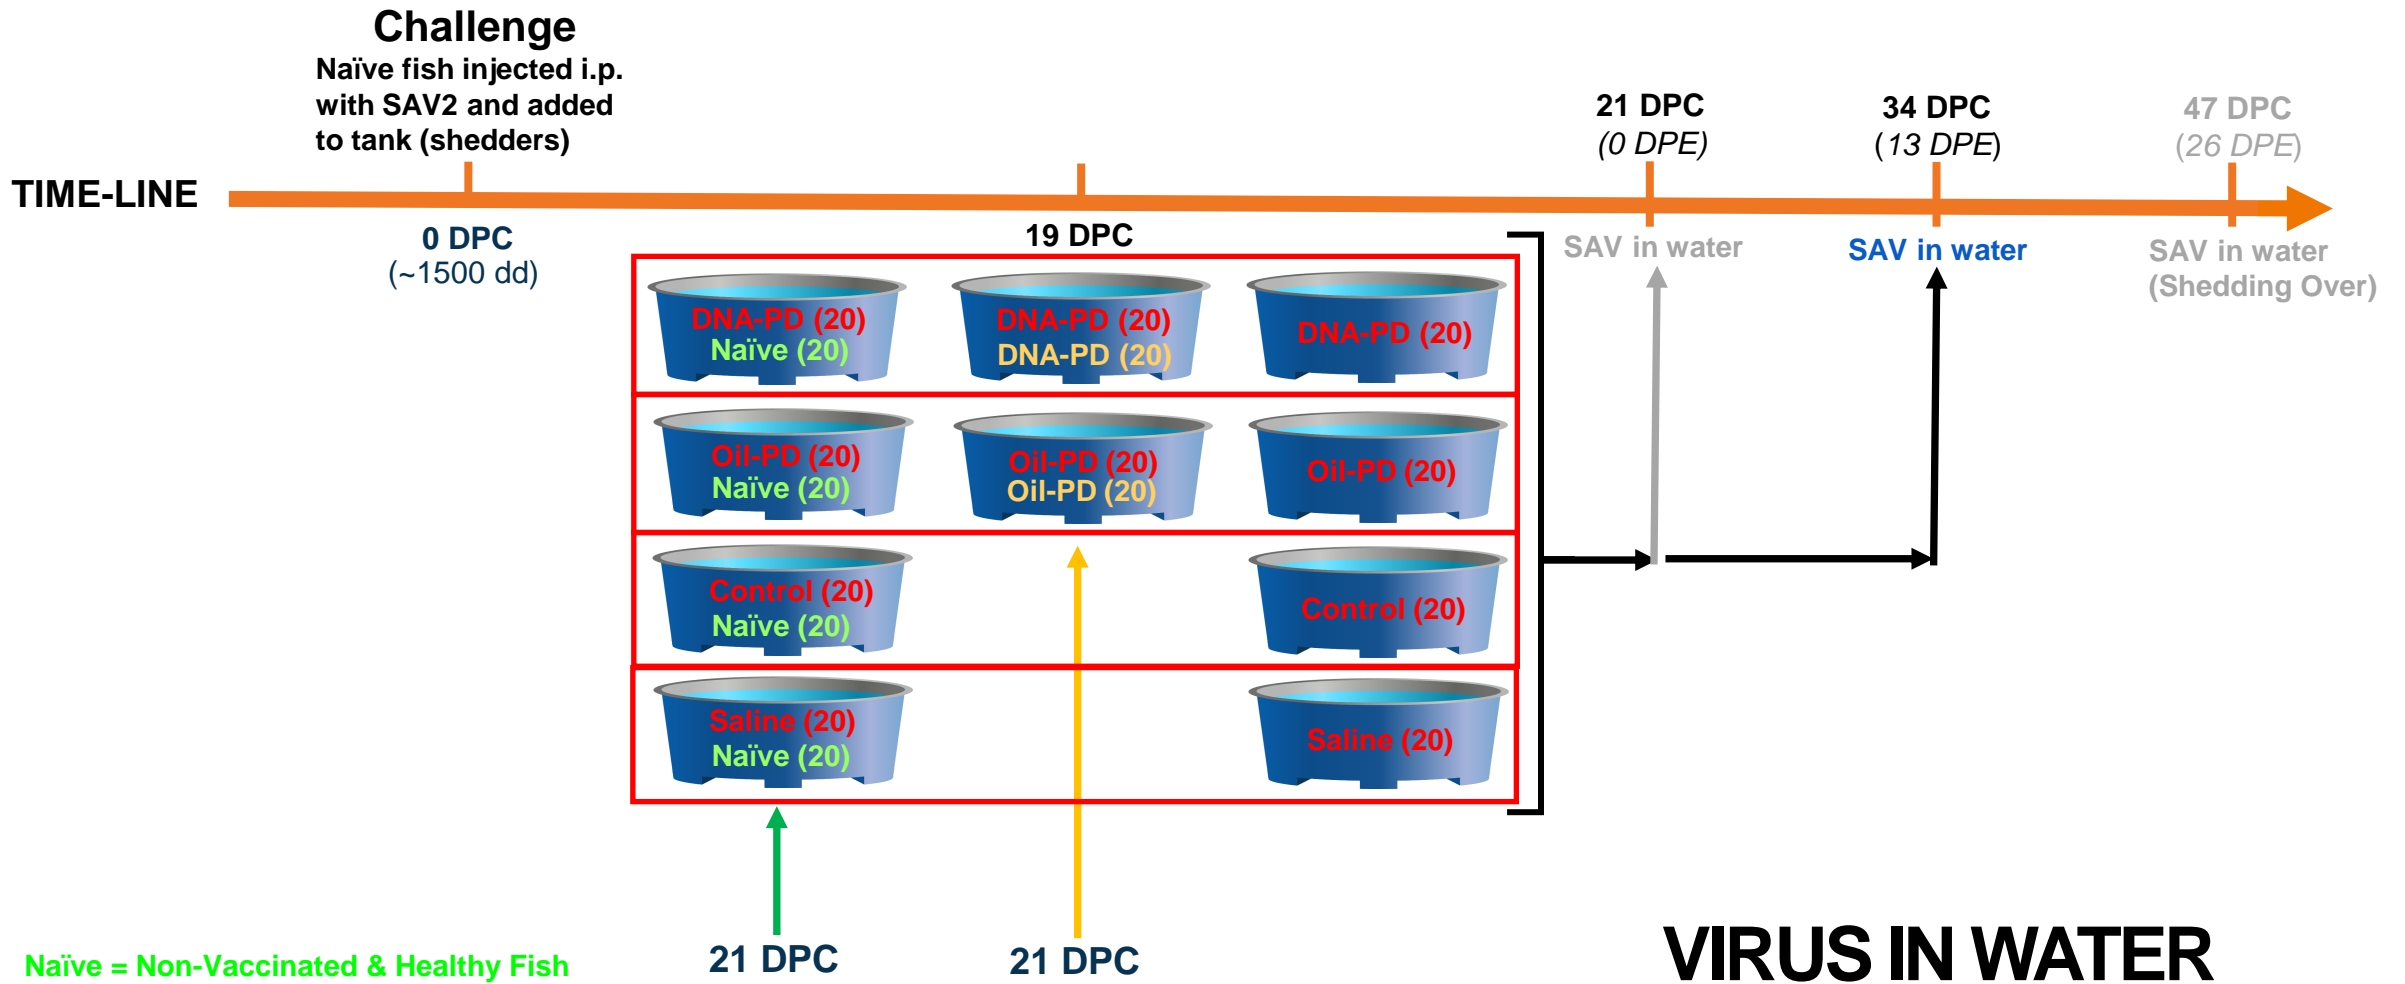 Challenge
Naïve fish injected i.p.
with SAV2 and added
to tank (shedders)
21 DPC
(0 DPE)
34 DPC
(13 DPE)
47 DPC
(26 DPE)
TIME-LINE
0 DPC
(~1500 dd)
19 DPC
SAV in water
SAV in water
SAV in water
(Shedding Over)
DNA-PD (20)
Naïve (20)
DNA-PD (20)
DNA-PD (20)
DNA-PD (20)
Oil-PD (20)
Naïve (20)
Oil-PD (20)
Oil-PD (20)
Oil-PD (20)
Control (20)
Naïve (20)
Control (20)
Saline (20)
Naïve (20)
Saline (20)
21 DPC
21 DPC
Naïve = Non-Vaccinated & Healthy Fish
VIRUS IN WATER